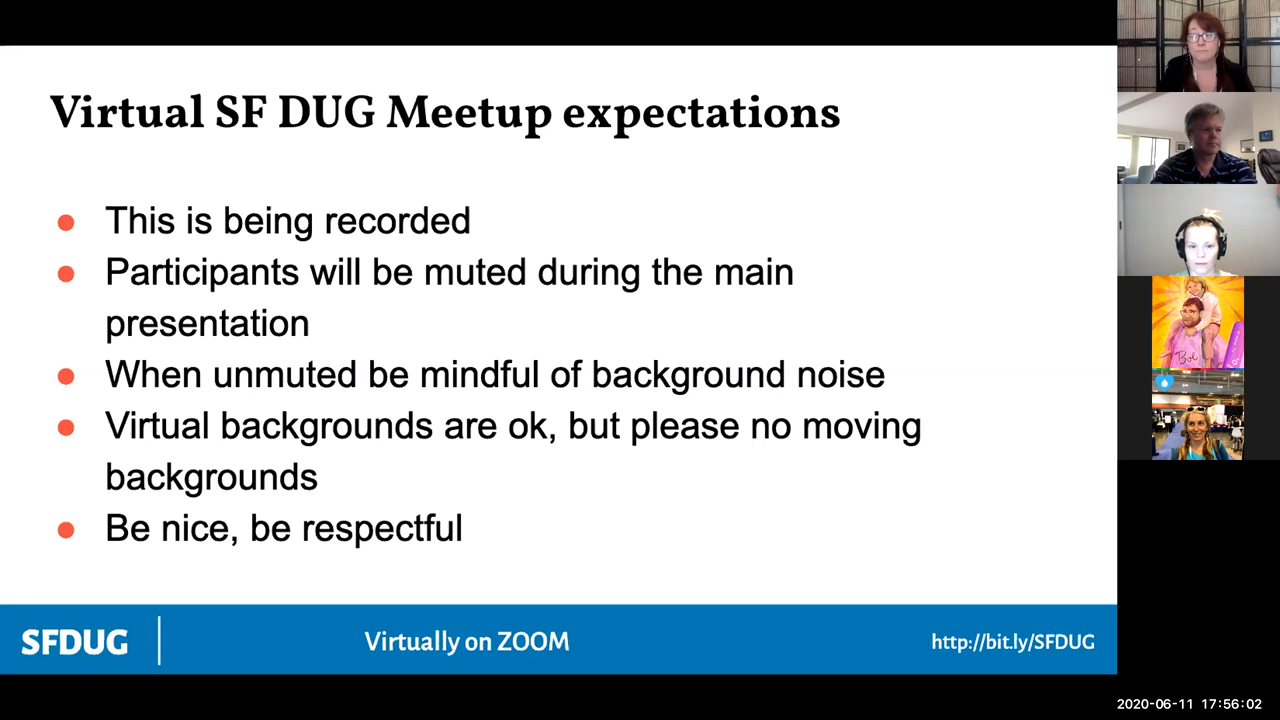 Virtual SF DUG Meetup expectations
● This is being recorded
● Participants will be muted during the main
presentation
● When unmuted be mindful of background noise
● Virtual backgrounds are ok, but please no moving
backgrounds
● Be nice, be respectful
SFDUG
Virtually on ZOOM
http://bit.ly/SFDUG
Bob
2020-06-11 17:56:02